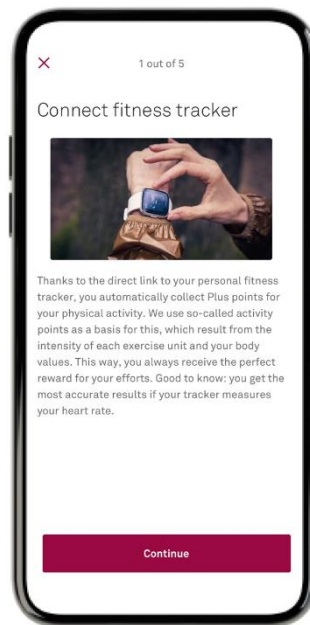 1 out of 5
Connect fitness tracker
Thanks to the direct link to your personal fitness
tracker, you automatically collect Plus points for
your physical activity. We use so-called activity
points as a basis for this, which result from the
intensity of each exercise unit and your body
values. This way, you always receive the perfect
reward for your efforts. Good to know: you get the
most accurate results if your tracker measures
your heart rate.
Continue